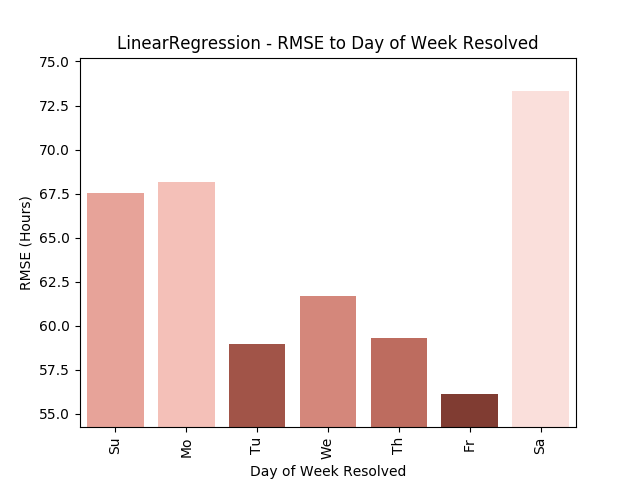 LinearRegression - RMSE to Day of Week Resolved
75.0
72.5
70.0
67.5
65.0
62.5
60.0
57.5
55.0
RMSE (Hours)
Su
Mo
Tu
We
Th
Fr
Sa
Day of Week Resolved